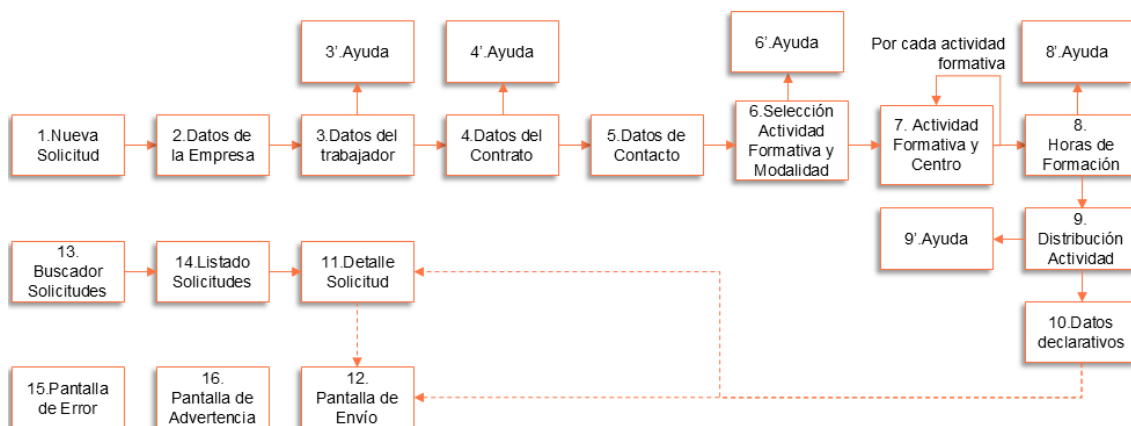 3'.Ayuda
4'.Ayuda
6'.Ayuda
Por cada actividad
formativa
8'.Ayuda
1.Nueva
Solicitud
2.Datos de
la Empresa
3.Datos del
trabajador
4.Datos del
Contrato
5.Datos de
Contacto
6.Selección
Actividad
Formativa y
Modalidad
7. Actividad
Formativa y
Centro
8.
Horas de
Formación
13.
Buscador
Solicitudes
14.Listado
Solicitudes
11.Detalle
Solicitud
9'.Ayuda
9.
Distribución
Actividad
10.Datos
declarativos
15.Pantalla
de Error
16.
Pantalla de
Advertencia
12.
Pantalla de
Envío